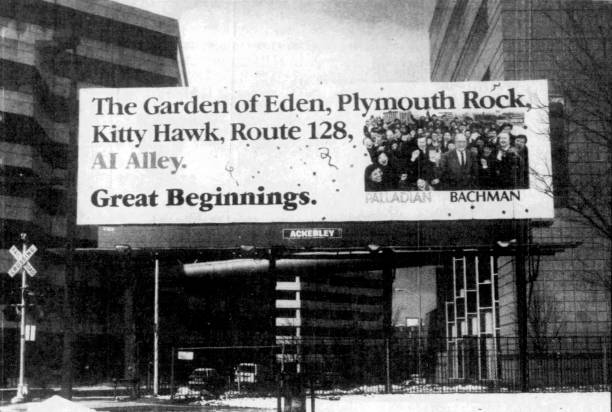 The Garden of Eden, Plymouth Rock,
Kitty Hawk, Route 128,
AI Alley.
Great Beginnings.
PALLADIAN BACHMAN
ACKERLEY